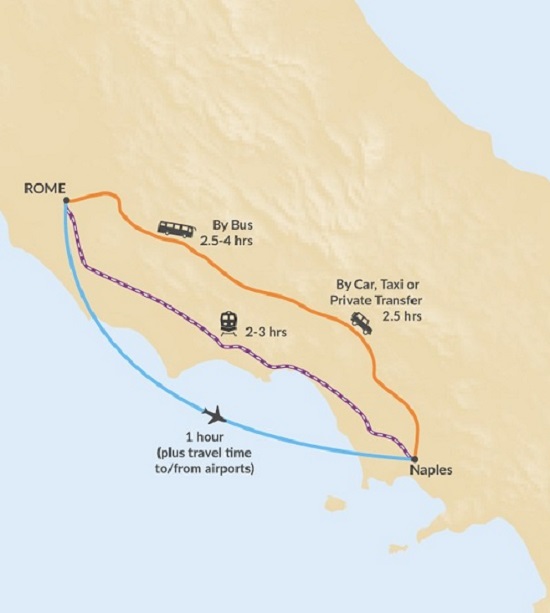 ROME
By Bus
2.5-4 hrs
By Car, Taxi or
Private Transfer
2.5 hrs
2-3 hrs
1 hour
(plus travel time
to/from airports)
Naples